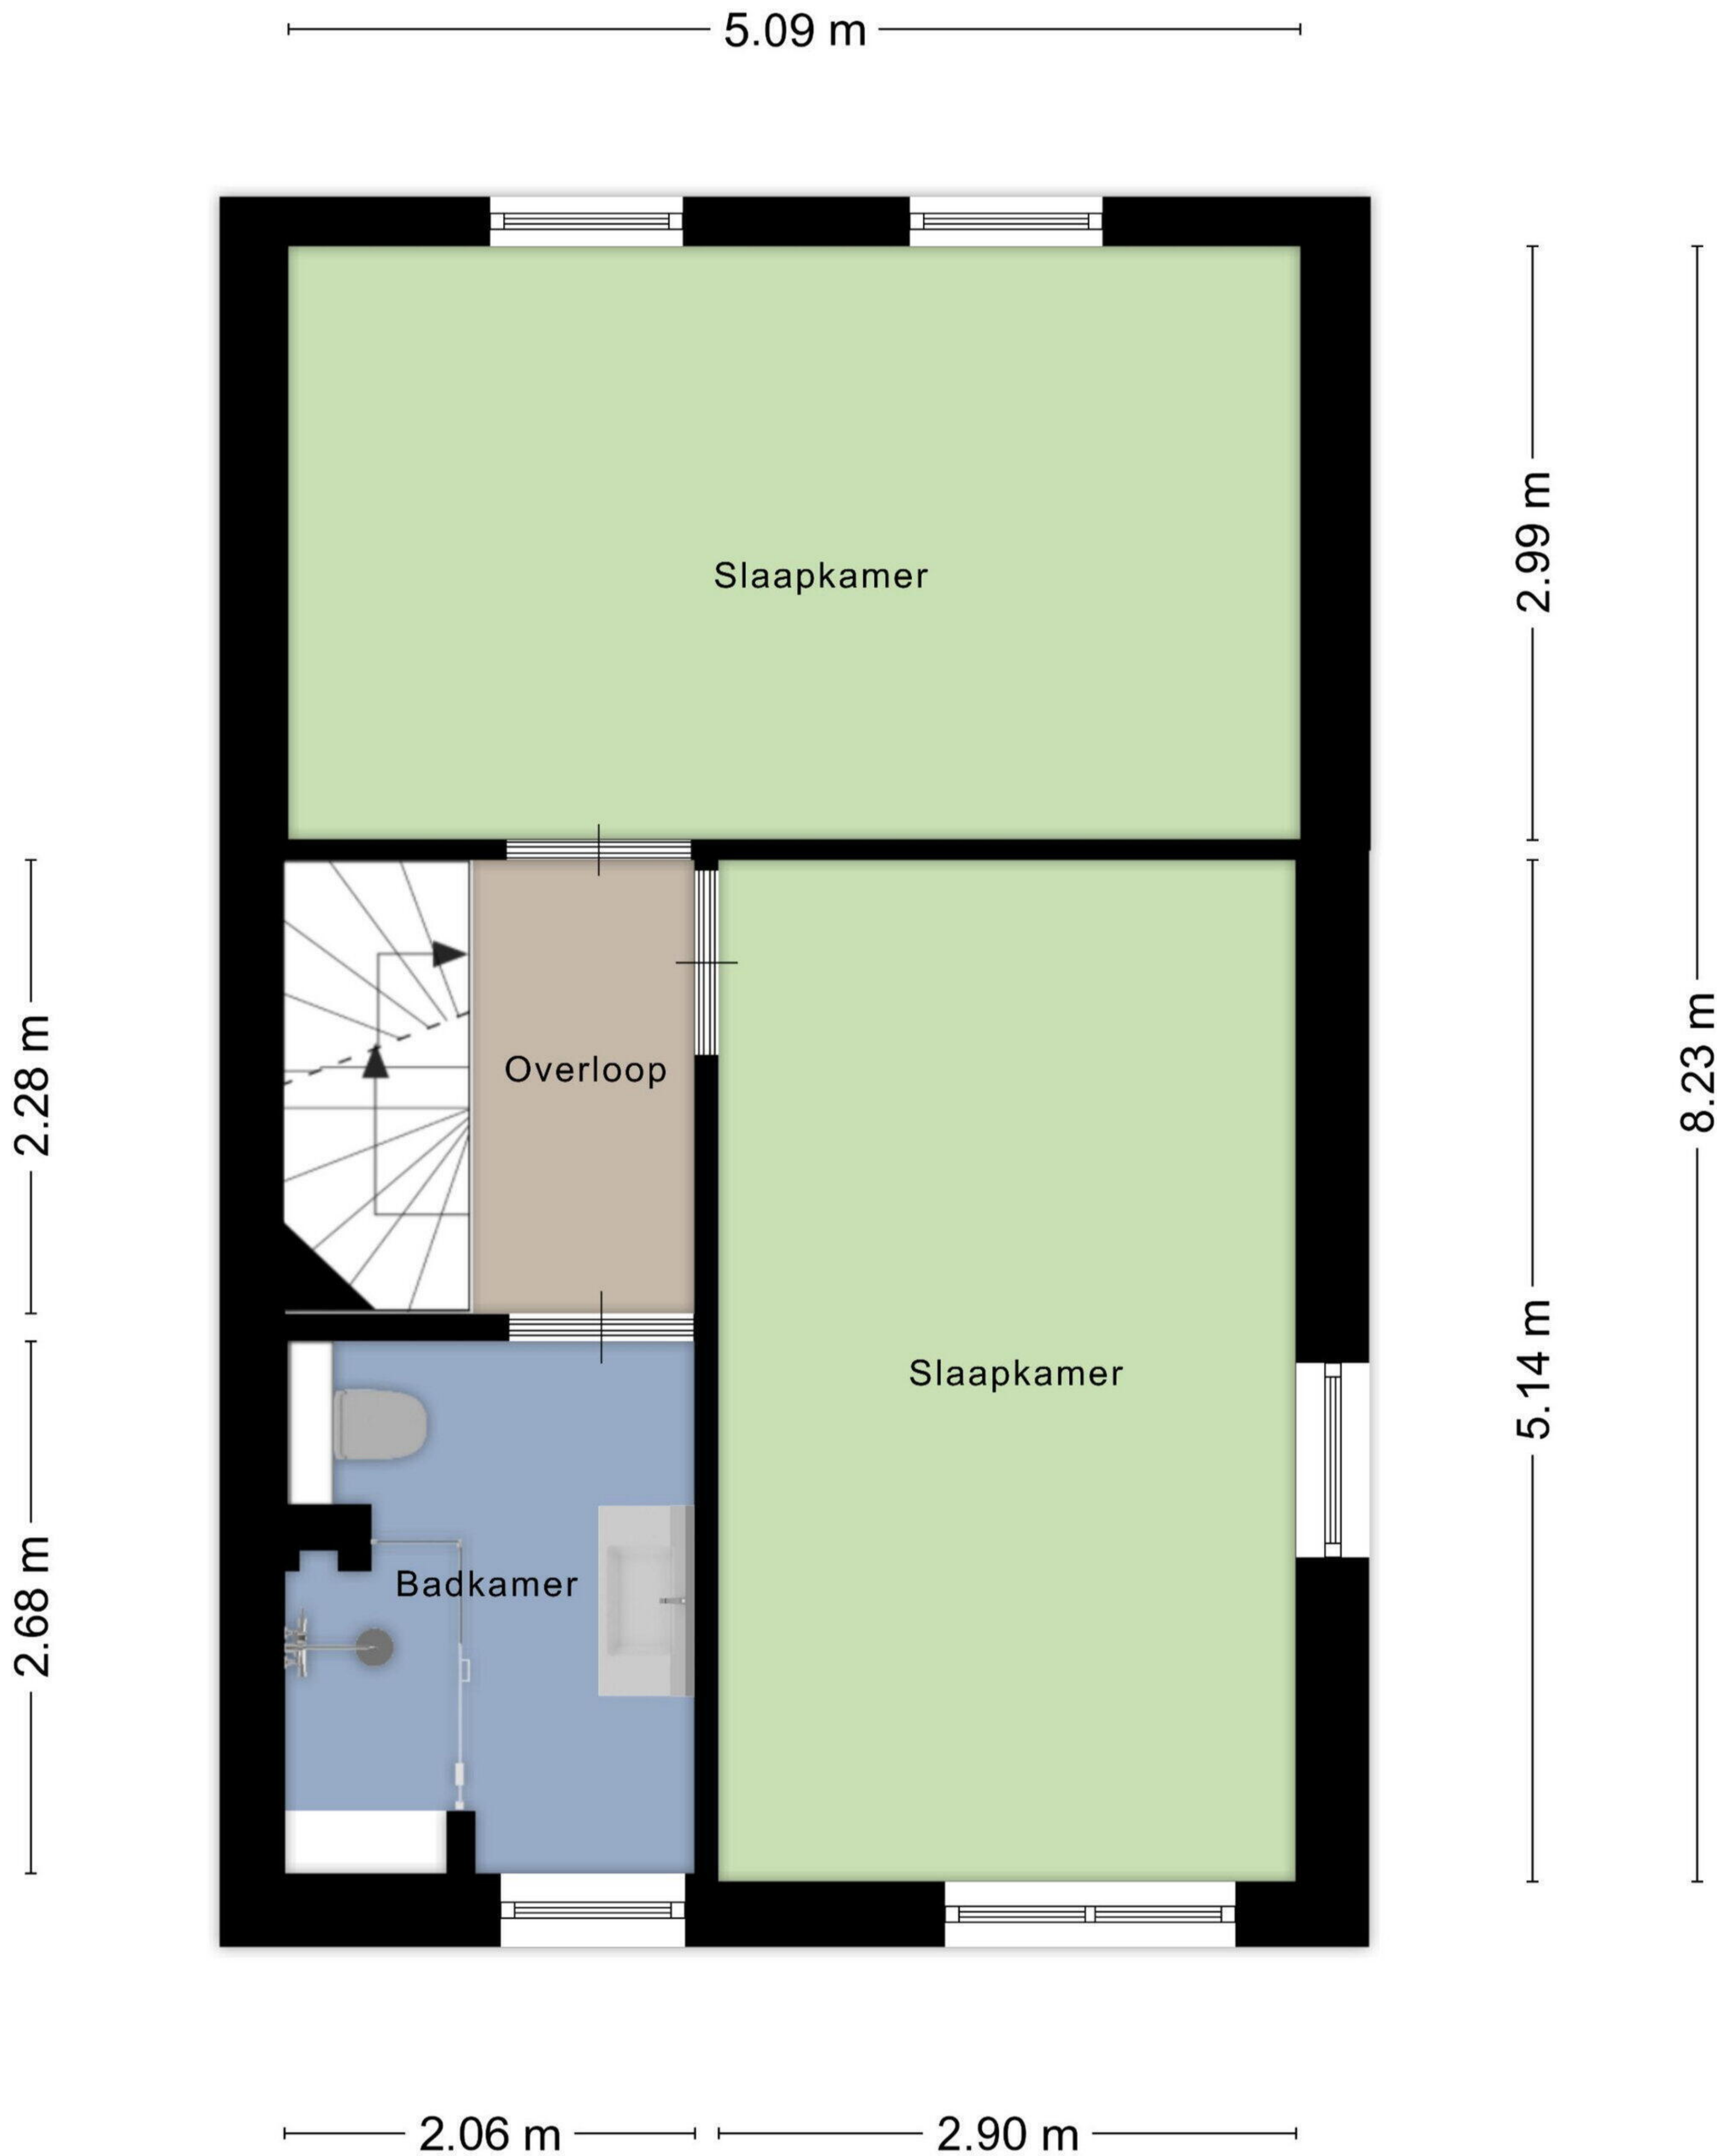 5.09 m
Slaapkamer
2.99 m
8.23 m
Overloop
2.28 m
Slaapkamer
5.14 m
Badkamer
2.68 m
2.06 m
2.90 m